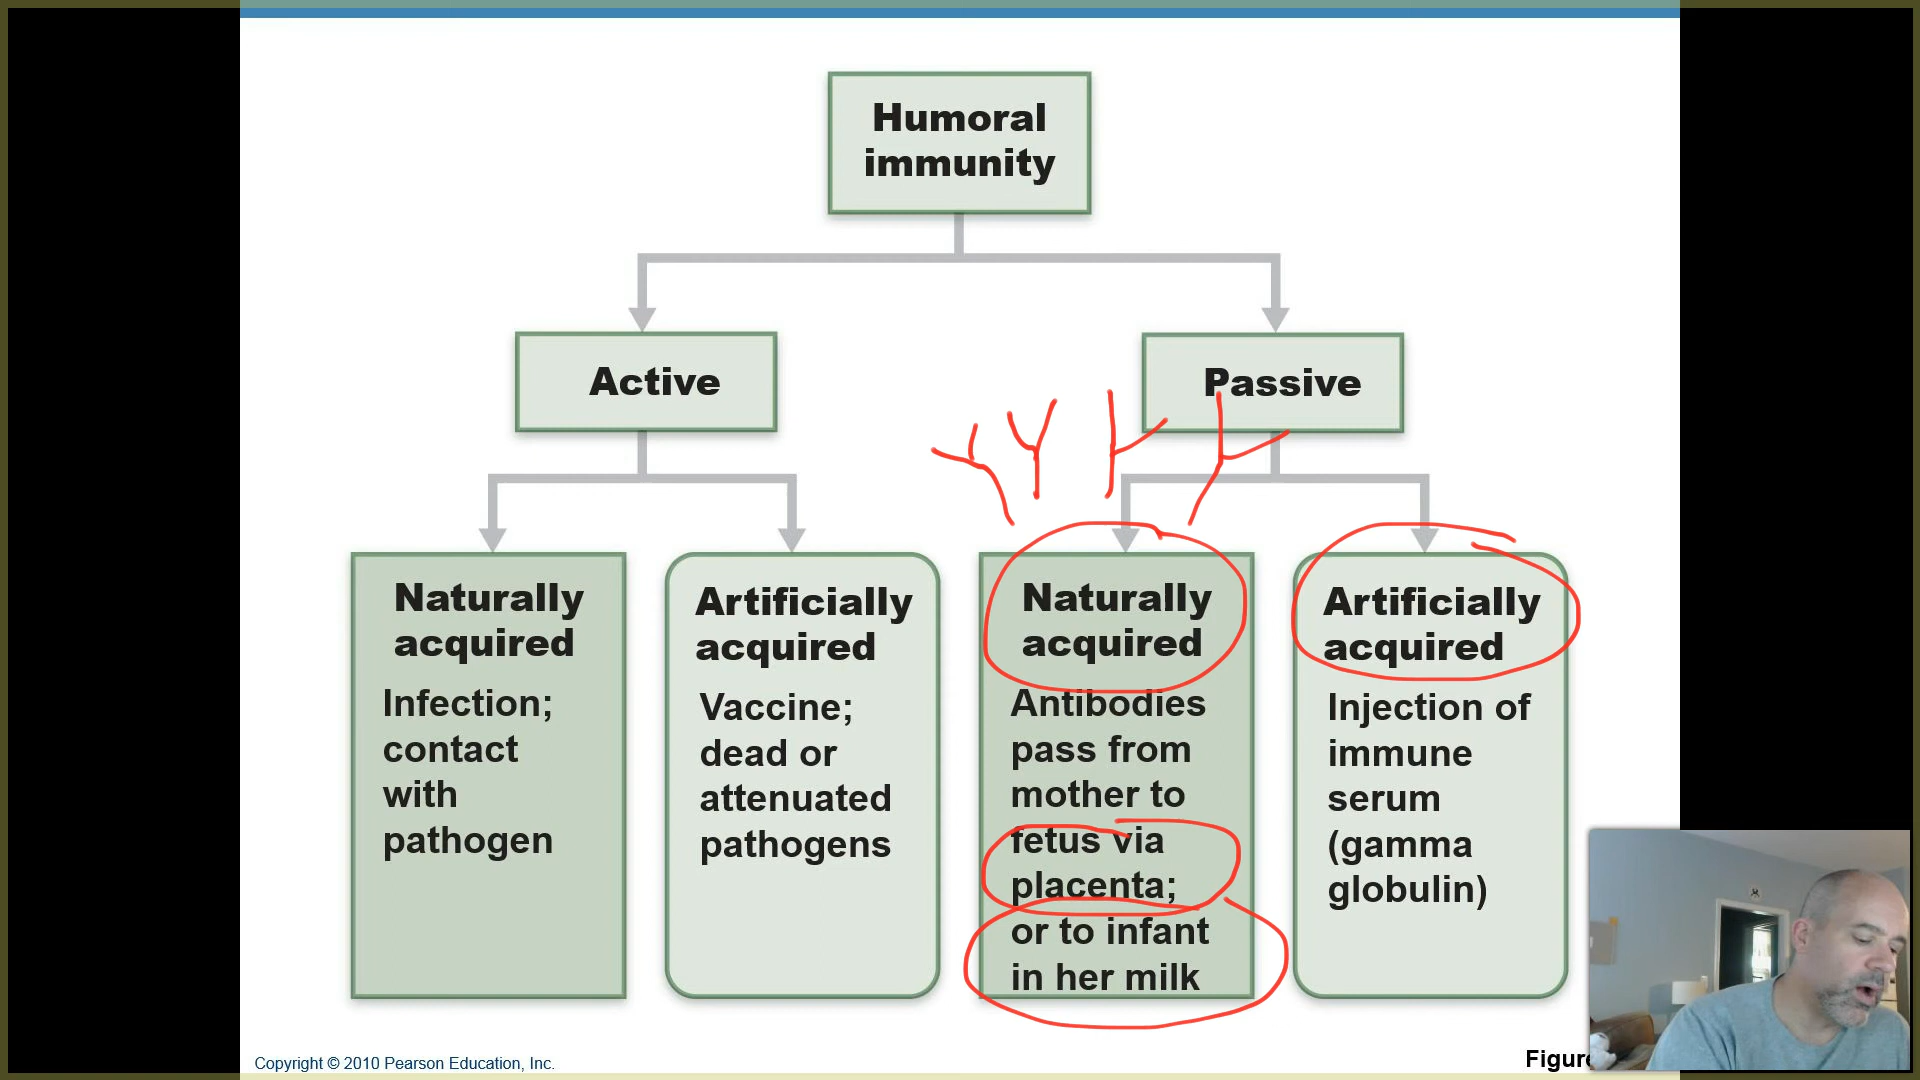 Humoral
immunity
Active
Passive
Naturally
acquired
Infection;
contact
with
pathogen
Artificially
acquired
Vaccine;
dead or
attenuated
pathogens
Naturally
acquired
Antibodies
pass from
mother to
fetus via
placenta;
or to infant
in her milk
Artificially
acquired
Injection of
immune
serum
(gamma
globulin)
Copyright © 2010 Pearson Education, Inc.
Figure